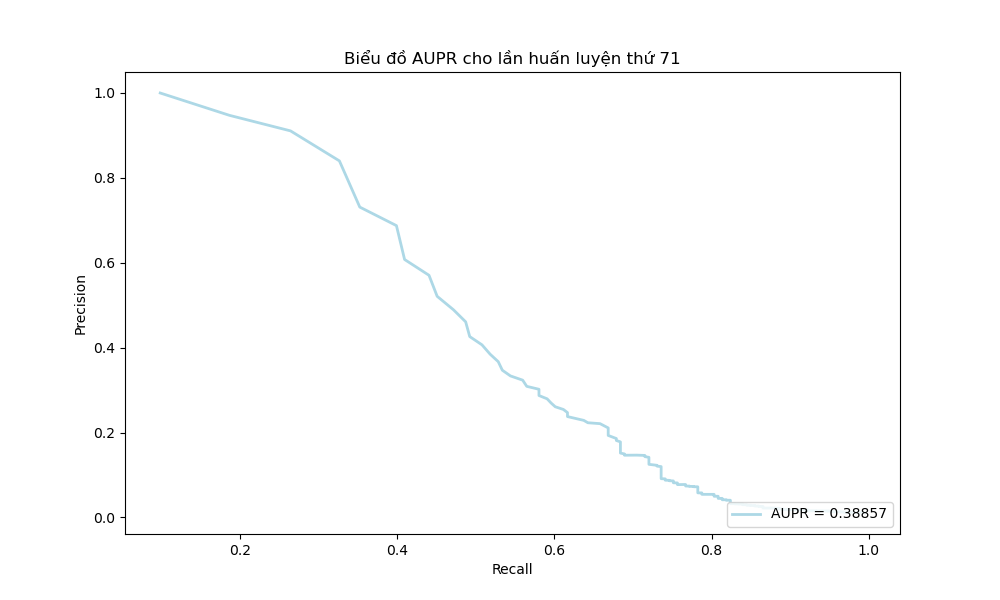 Biểu đồ AUPR cho lần huấn luyện thứ 71
1.0
0.8
0.6
0.4
0.2
0.0
Precision
0.2 0.4 0.6 0.8 1.0
Recall
AUPR = 0.38857